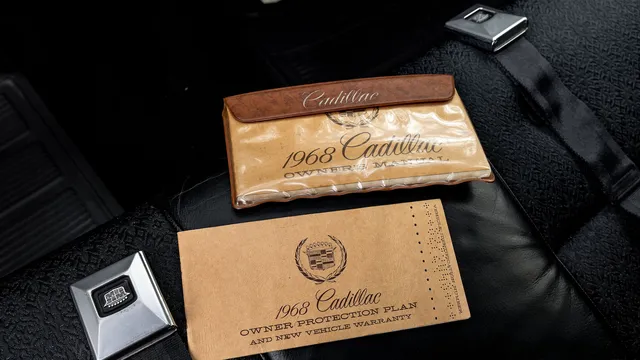 Cadillac
1968 Cadillac
OWNER'S MANUAL
1968 Cadillac
OWNER PROTECTION PLAN
AND NEW VEHICLE WARRANTY